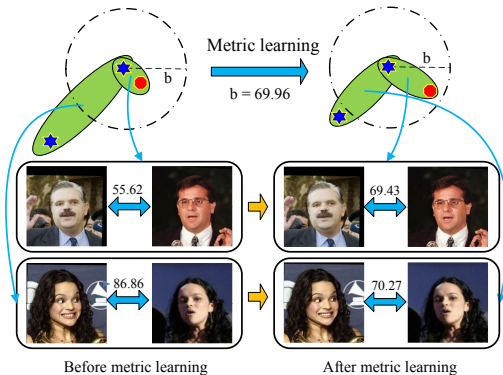 Metric learning
b
b
b = 69.96
55.62
69.43
86.86
70.27
Before metric learning
After metric learning